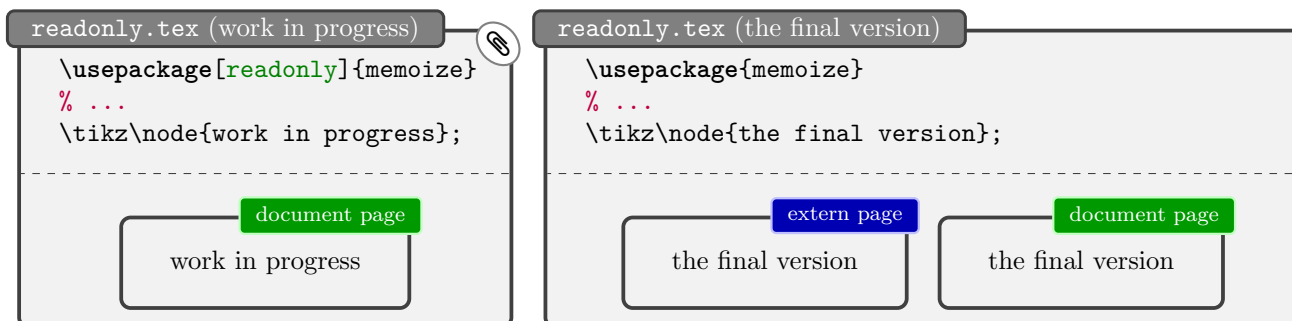 readonly.tex (work in progress)
\usepackage[readonly]{memoize}
% ...
\tikz\node{work in progress};
document page
work in progress
readonly.tex (the final version)
\usepackage{memoize}
% ...
\tikz\node{the final version};
extern page
the final version
document page
the final version